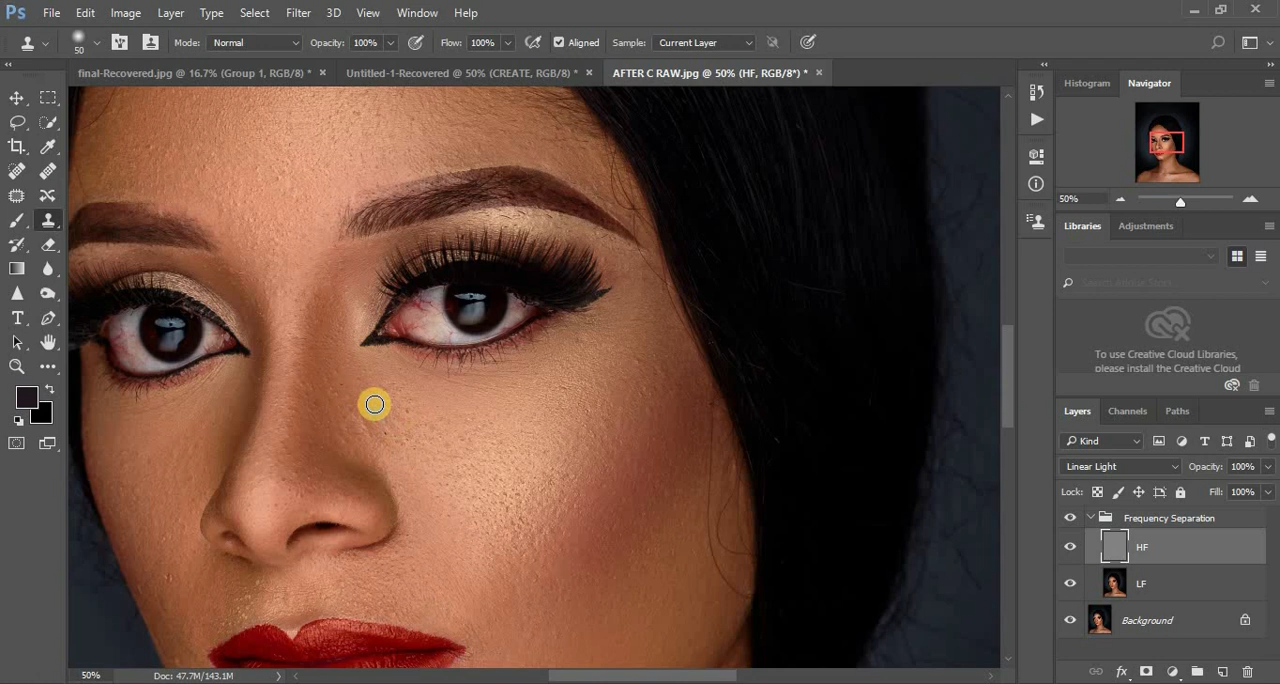 Ps File Edit Image Layer Type Select Filter 3D View Window Help
50 Mode: Normal Opacity: 100% Flow: 100% Aligned Sample: Current Layer
final-Recovered.jpg @ 16.7% (Group 1, RGB/8) * × Untitled-1-Recovered @ 50% (CREATE, RGB/8) * × AFTER C RAW.jpg @ 50% (HF, RGB/8*) * ×
Histogram Navigator
50%
Libraries Adjustments
Search Adobe Stock
To use Creative Cloud Libraries,
please install the Creative Cloud
Layers Channels Paths
Kind
Linear Light Opacity: 100%
Lock: Fill: 100%
Frequency Separation
HF
LF
Background
50% Doc: 47.7M/143.1M